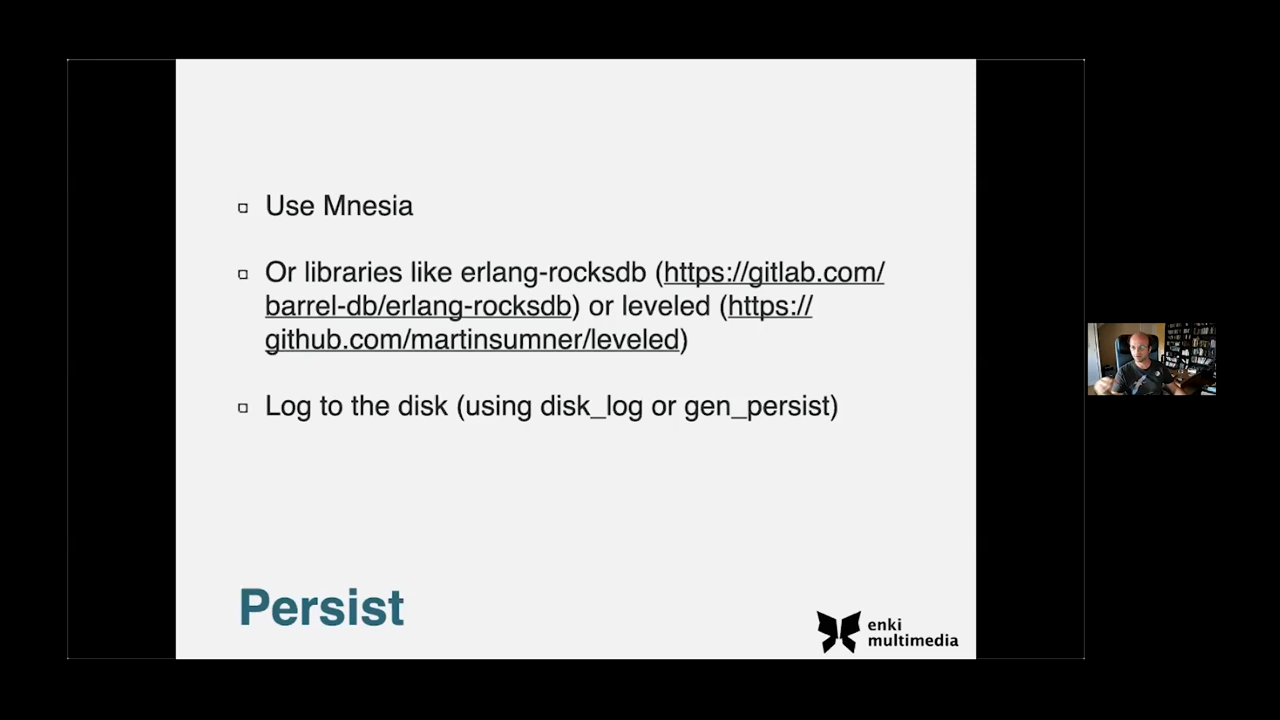 Use Mnesia
Or libraries like erlang-rocksdb (https://gitlab.com/
barrel-db/erlang-rocksdb) or leveled (https://
github.com/martinsumner/leveled)
Log to the disk (using disk_log or gen_persist)
Persist
enki
multimedia